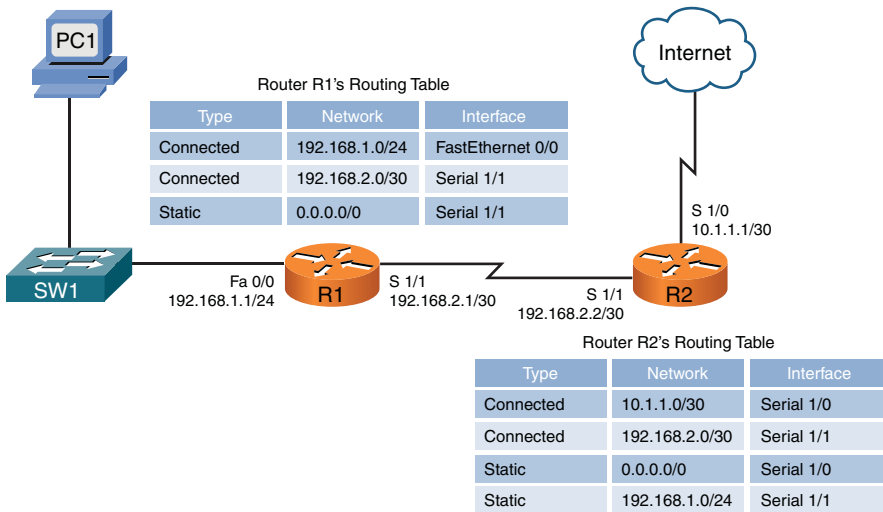 PC1
Internet
Router R1's Routing Table
Type Network Interface
Connected 192.168.1.0/24 FastEthernet 0/0
Connected 192.168.2.0/30 Serial 1/1
Static 0.0.0.0/0 Serial 1/1
S 1/0
10.1.1.1/30
SW1
Fa 0/0
192.168.1.1/24
R1
S 1/1
192.168.2.1/30
S 1/1
192.168.2.2/30
R2
Router R2's Routing Table
Type Network Interface
Connected 10.1.1.0/30 Serial 1/0
Connected 192.168.2.0/30 Serial 1/1
Static 0.0.0.0/0 Serial 1/0
Static 192.168.1.0/24 Serial 1/1